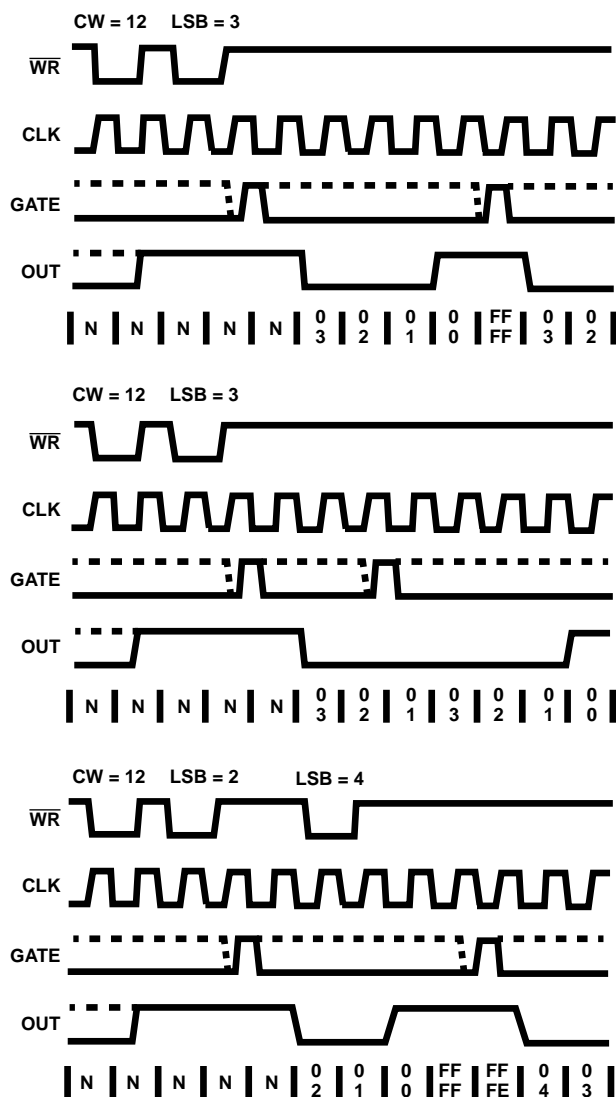 CW = 12 LSB = 3
WR
CLK
GATE
OUT
N N N N N 0 0 0 0 FF 0 0
3 2 1 0 FF 3 2
CW = 12 LSB = 3
WR
CLK
GATE
OUT
N N N N N 0 0 0 0 0 0 0
3 2 1 3 2 1 0
CW = 12 LSB = 2 LSB = 4
WR
CLK
GATE
OUT
N N N N N 0 0 0 FF FF 0 0
2 1 0 FF FE 4 3